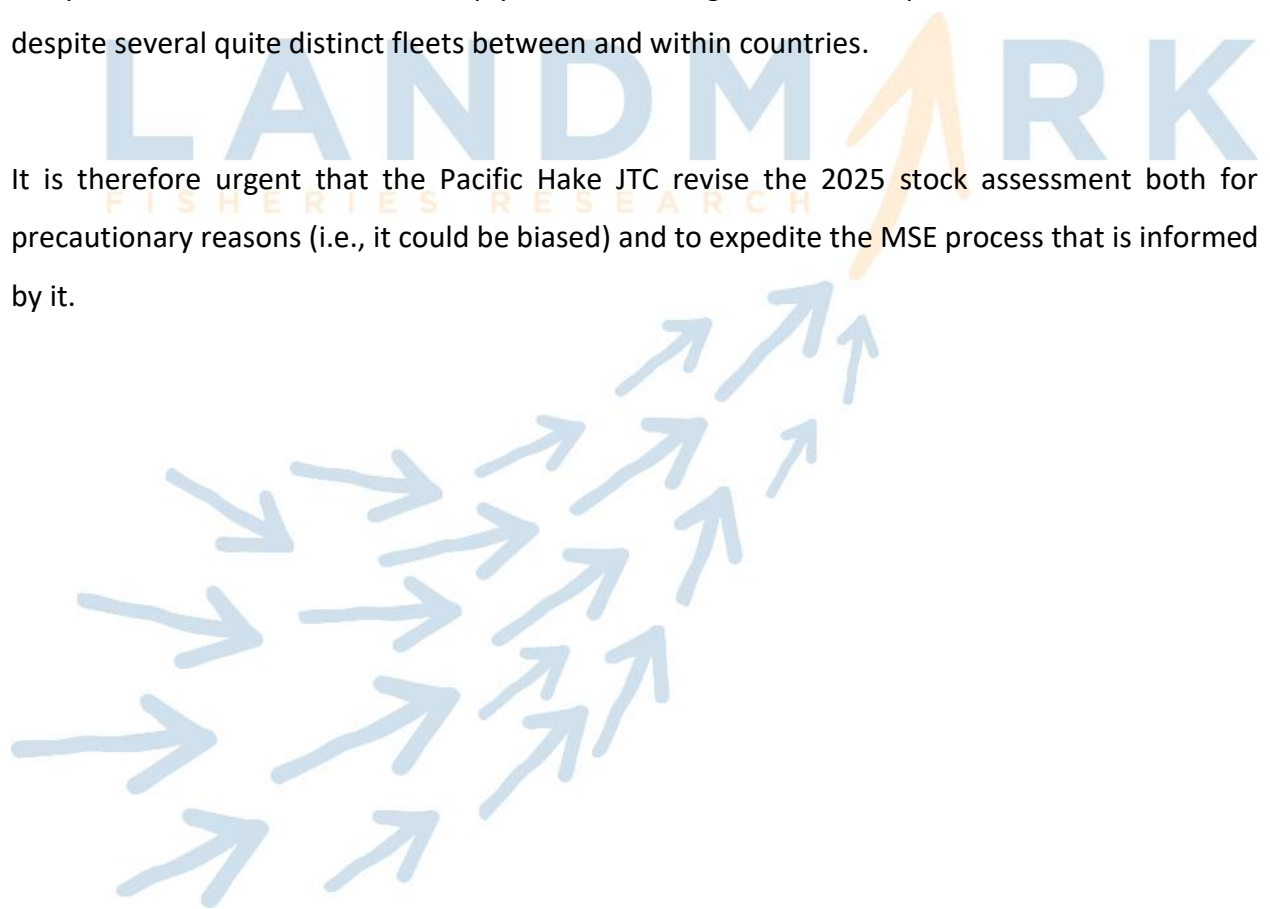 despite several quite distinct fleets between and within countries.
LANDMARK
FISHERIES RESEARCH
It is therefore urgent that the Pacific Hake JTC revise the 2025 stock assessment both for
precautionary reasons (i.e., it could be biased) and to expedite the MSE process that is informed
by it.